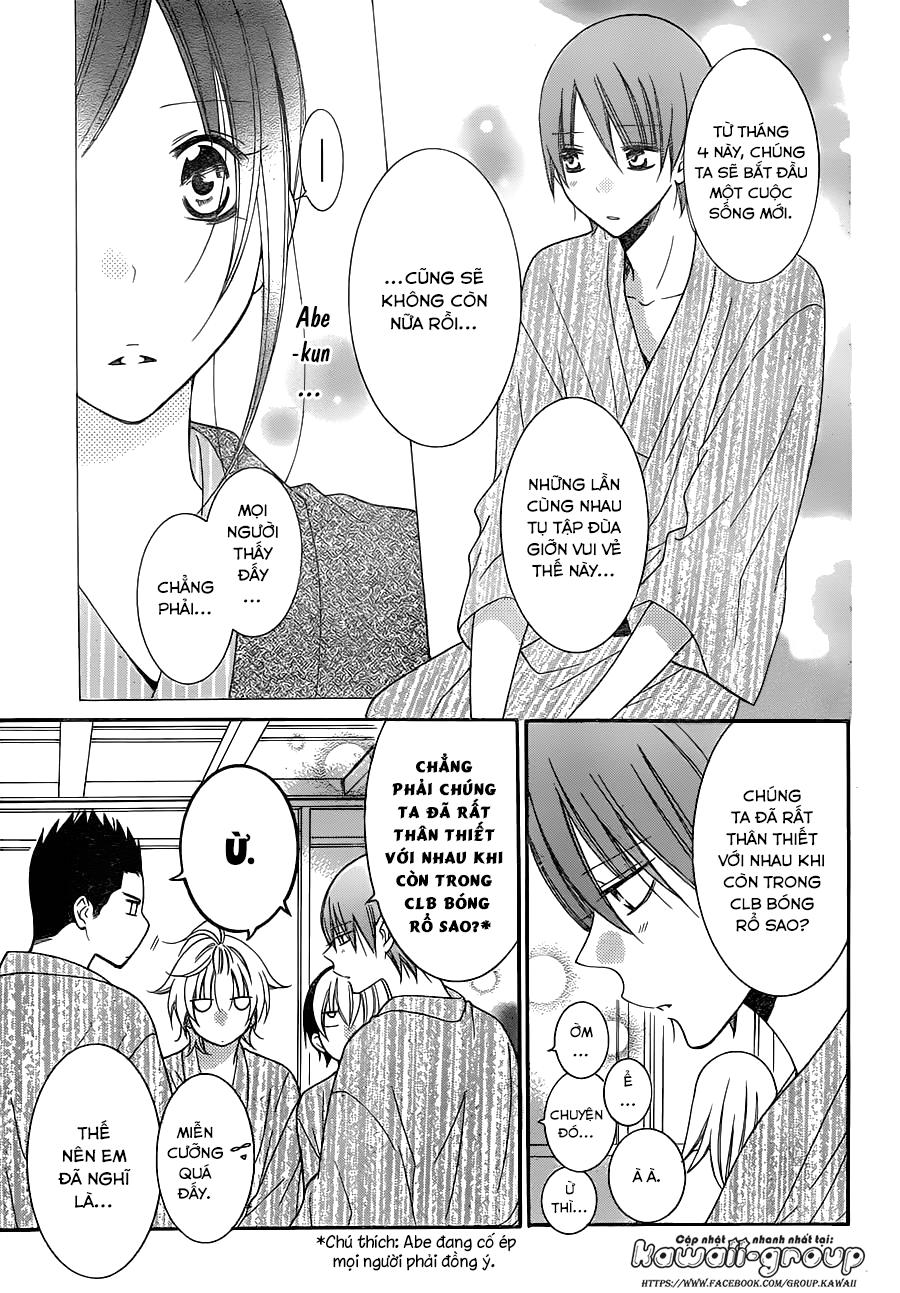 TỪ THÁNG
4 NÀY, CHÚNG
TA SẼ BẮT ĐẦU
MỘT CUỘC
SỐNG MỚI.
NHỮNG LẦN
CÙNG NHAU
TỤ TẬP ĐÙA
GIỠN VUI VẺ
THẾ NÀY...
...CŨNG SẼ
KHÔNG CÒN
NỮA RỒI...
Abe
-kun
...
MỌI
NGƯỜI
THẤY
ĐẤY
...
CHẲNG
PHẢI...
CHÚNG
TA ĐÃ RẤT
THÂN THIẾT
VỚI NHAU KHI
CÒN TRONG
CLB BÓNG
RỔ SAO?
ỜM
...
Ể
...
CHUYỆN
ĐÓ...
À À.
Ừ
THÌ...
CHẲNG
PHẢI CHÚNG
TA ĐÃ RẤT
THÂN THIẾT
VỚI NHAU KHI
CÒN TRONG
CLB BÓNG
RỔ SAO?*
Ừ.
MIỄN
CƯỠNG
QUÁ
ĐẤY.
THẾ
NÊN EM
ĐÃ NGHĨ
LÀ...
*Chú thích: Abe đang cố ép
mọi người phải đồng ý.
Cập nhật nhanh nhất tại:
kawaii-group
HTTPS://WWW.FACEBOOK.COM/GROUP.KAWAII